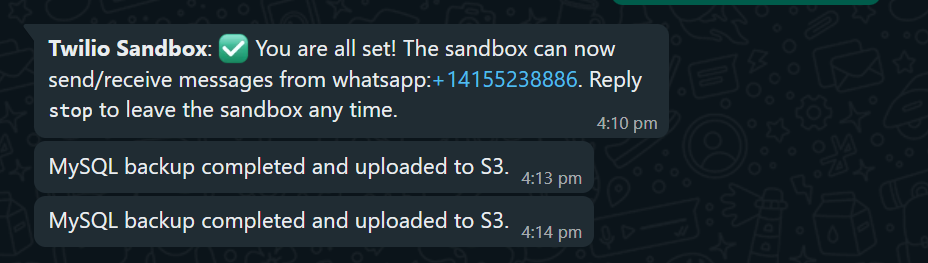 Twilio Sandbox: ✅ You are all set! The sandbox can now
send/receive messages from whatsapp:+14155238886. Reply
stop to leave the sandbox any time.
4:10 pm
MySQL backup completed and uploaded to S3. 4:13 pm
MySQL backup completed and uploaded to S3. 4:14 pm